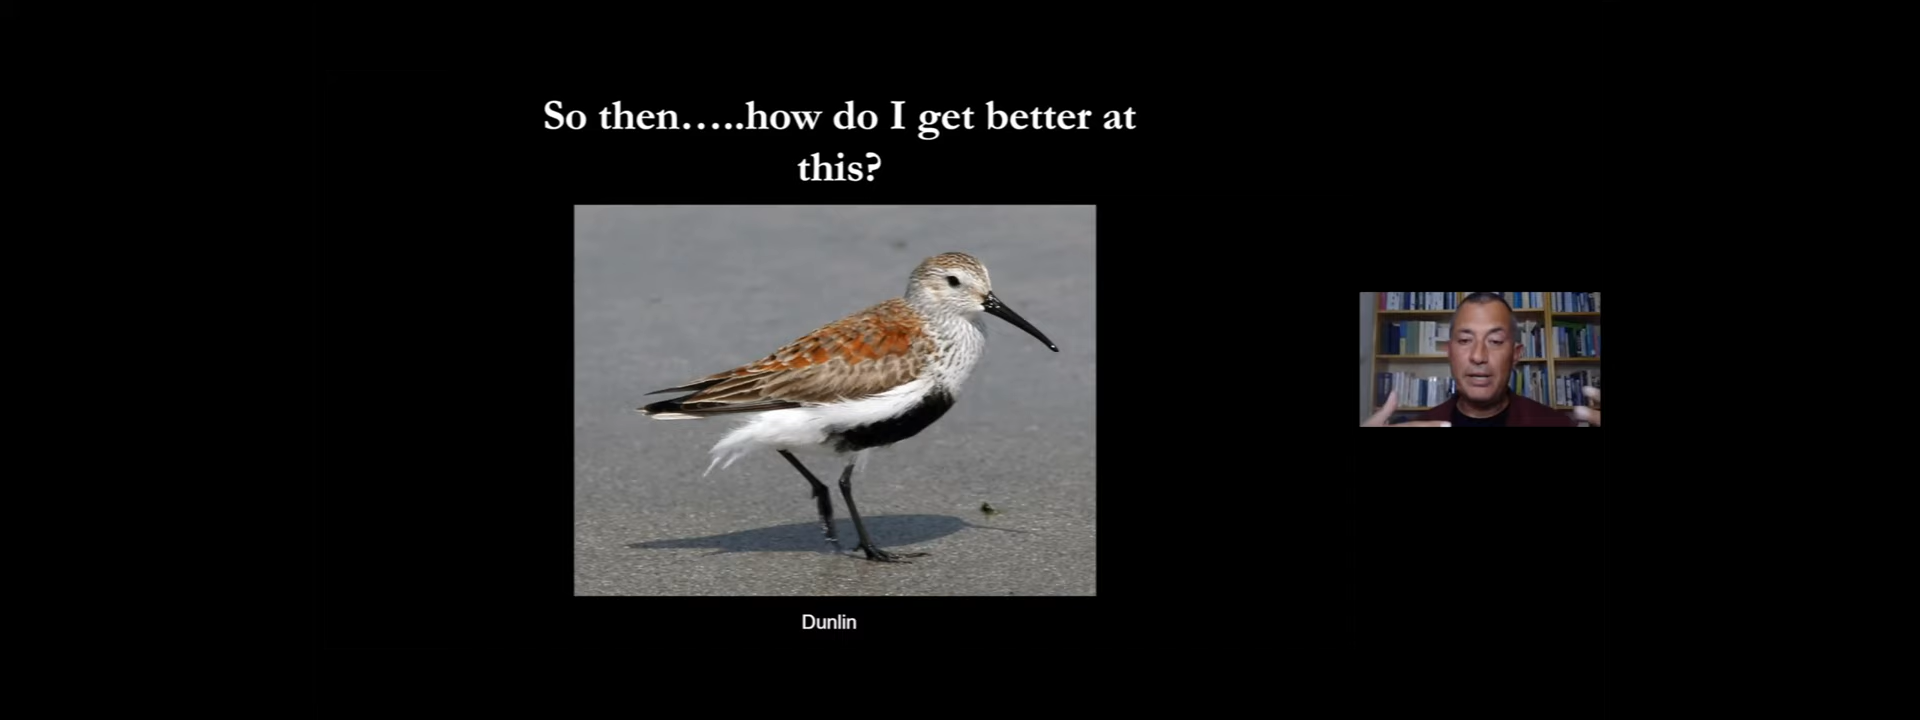 So then.....how do I get better at
this?
Dunlin